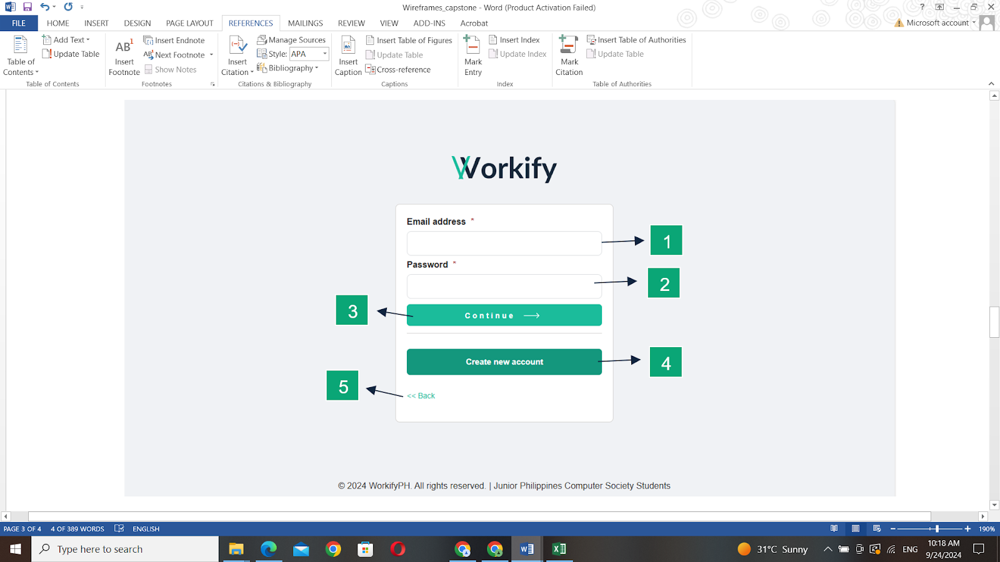 Wireframes_capstone - Word (Product Activation Failed)
?
FILE HOME INSERT DESIGN PAGE LAYOUT REFERENCES MAILINGS REVIEW VIEW ADD-INS Acrobat Microsoft account
Table of Contents
Add Text
Update Table
Table of Contents
AB1
Insert Footnote
Insert Endnote
Next Footnote
Show Notes
Footnotes
Insert Citation
Manage Sources
Style: APA
Bibliography
Citations & Bibliography
Insert Caption
Insert Table of Figures
Update Table
Cross-reference
Captions
Mark Entry
Insert Index
Update Index
Index
Mark Citation
Insert Table of Authorities
Update Table
Table of Authorities
Workify
Email address *
1
Password *
2
3
Continue
Create new account
4
5
<< Back
© 2024 WorkifyPH. All rights reserved. | Junior Philippines Computer Society Students
PAGE 3 OF 4 4 OF 389 WORDS ENGLISH 190%
Type here to search
31°C Sunny
ENG
10:18 AM
9/24/2024